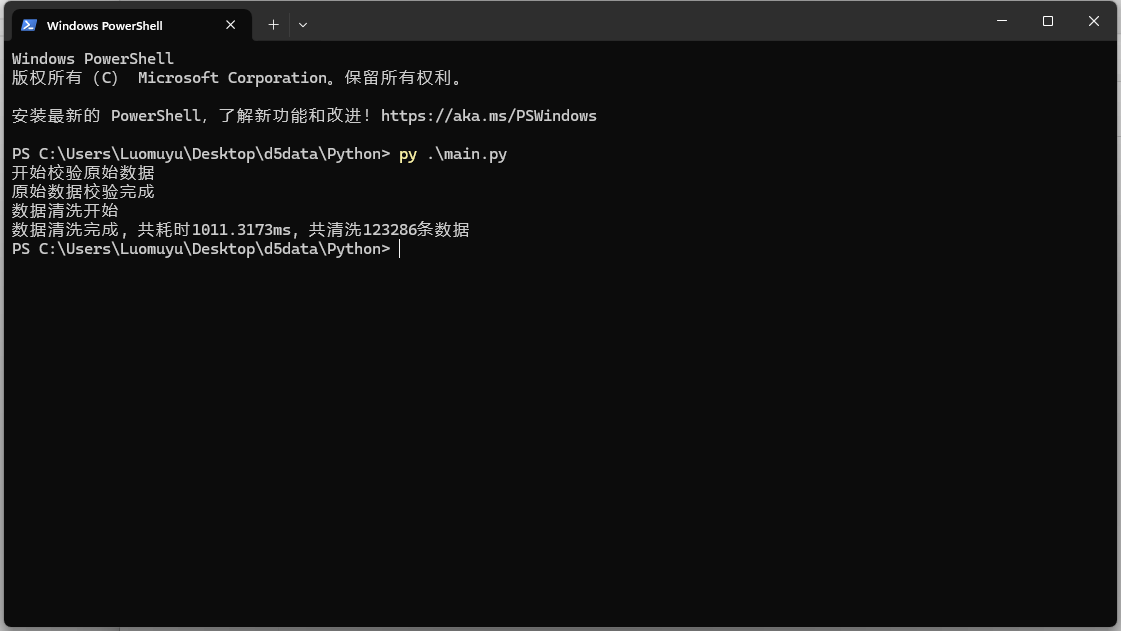 Windows PowerShell
Windows PowerShell
版权所有（C） Microsoft Corporation。保留所有权利。
安装最新的 PowerShell，了解新功能和改进！https://aka.ms/PSWindows
PS C:\Users\Luomuyu\Desktop\d5data\Python> py .\main.py
开始校验原始数据
原始数据校验完成
数据清洗开始
数据清洗完成，共耗时1011.3173ms，共清洗123286条数据
PS C:\Users\Luomuyu\Desktop\d5data\Python>